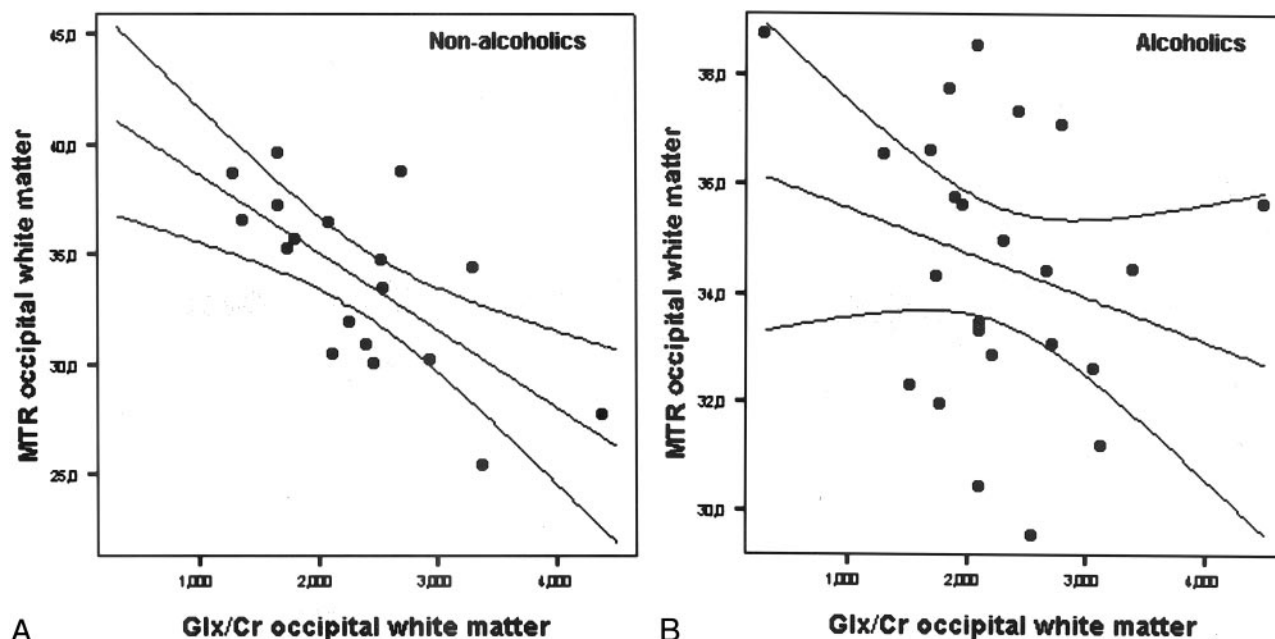 Non-alcoholics
45,0
40,0
35,0
30,0
25,0
MTR occipital white matter
1,000
2,000
3,000
4,000
Glx/Cr occipital white matter
A
Alcoholics
38,0
36,0
34,0
32,0
30,0
MTR occipital white matter
1,000
2,000
3,000
4,000
Glx/Cr occipital white matter
B